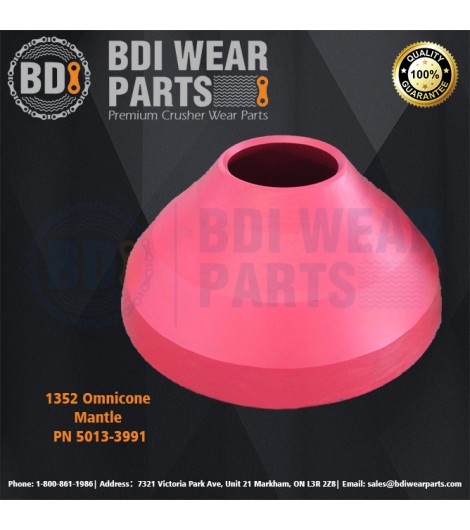 BDI
BDI WEAR
PARTS
Premium Crusher Wear Parts
QUALITY
100%
GUARANTEE
BDI WEAR
PARTS
1352 Omnicone
Mantle
PN 5013-3991
Phone: 1-800-861-1986| Address: 7321 Victoria Park Ave, Unit 21 Markham, ON L3R 2Z8| Email: sales@bdiwearparts.com